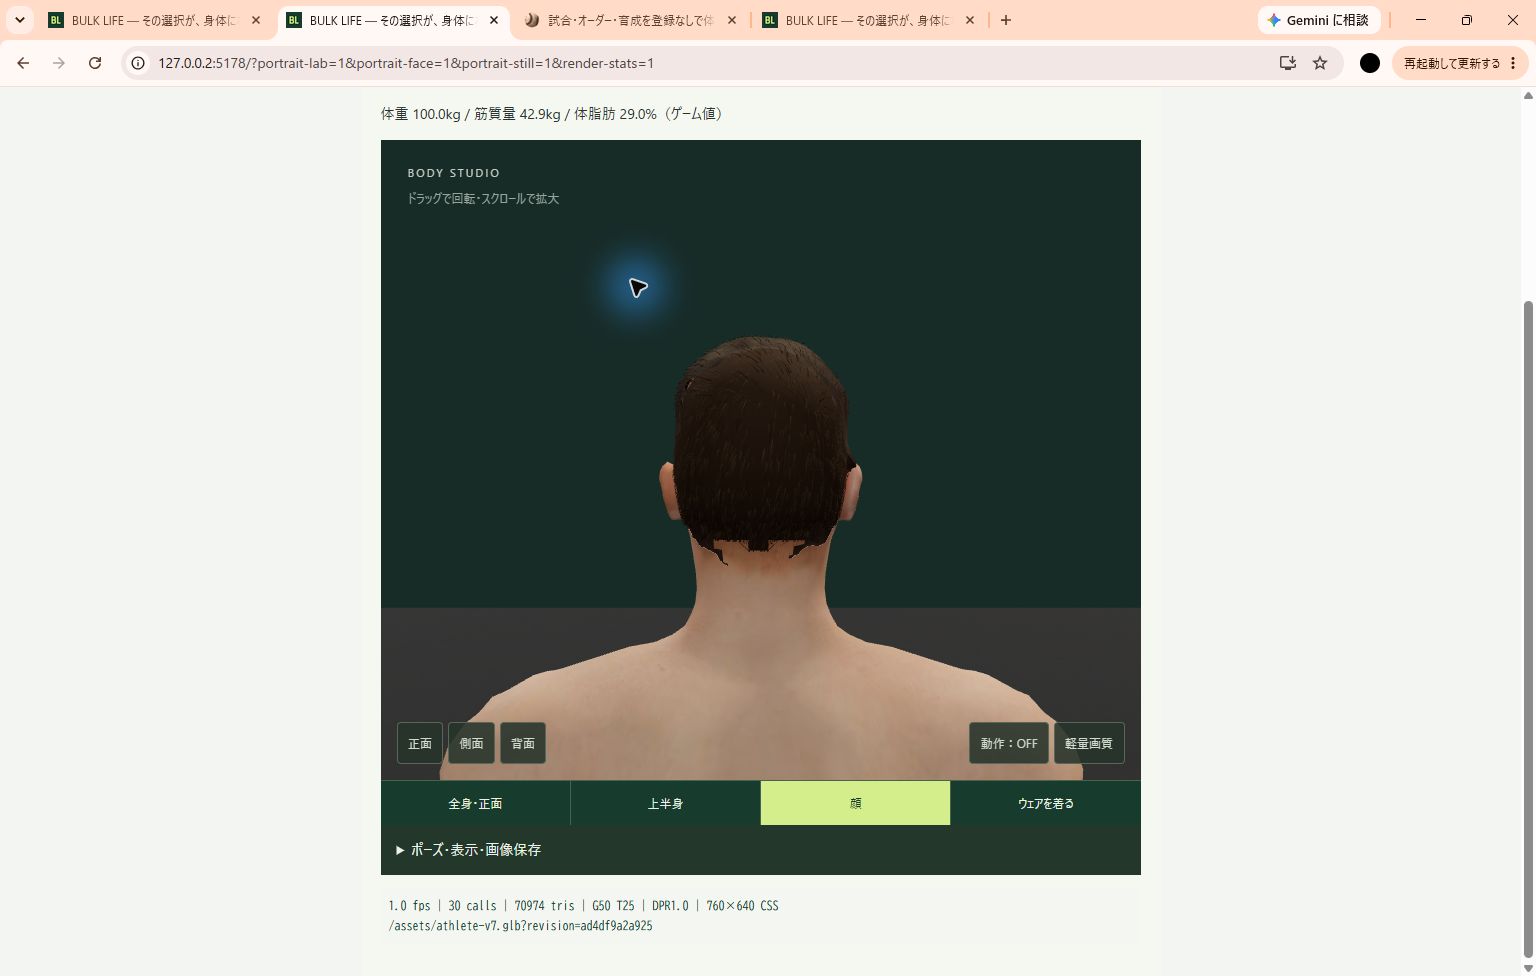 BULK LIFE — その選択が、身体に
BULK LIFE — その選択が、身体に
試合・オーダー・育成を登録なしで体
BULK LIFE — その選択が、身体に
Gemini に相談
127.0.0.2:5178/?portrait-lab=1&portrait-face=1&portrait-still=1&render-stats=1
再起動して更新する
体重 100.0kg / 筋質量 42.9kg / 体脂肪 29.0%（ゲーム値）
BODY STUDIO
ドラッグで回転・スクロールで拡大
正面 側面 背面 動作：OFF 軽量画質
全身・正面 上半身 顔 ウェアを着る
▶ ポーズ・表示・画像保存
1.0 fps | 30 calls | 70974 tris | G50 T25 | DPR1.0 | 760×640 CSS
/assets/athlete-v7.glb?revision=ad4df9a2a925